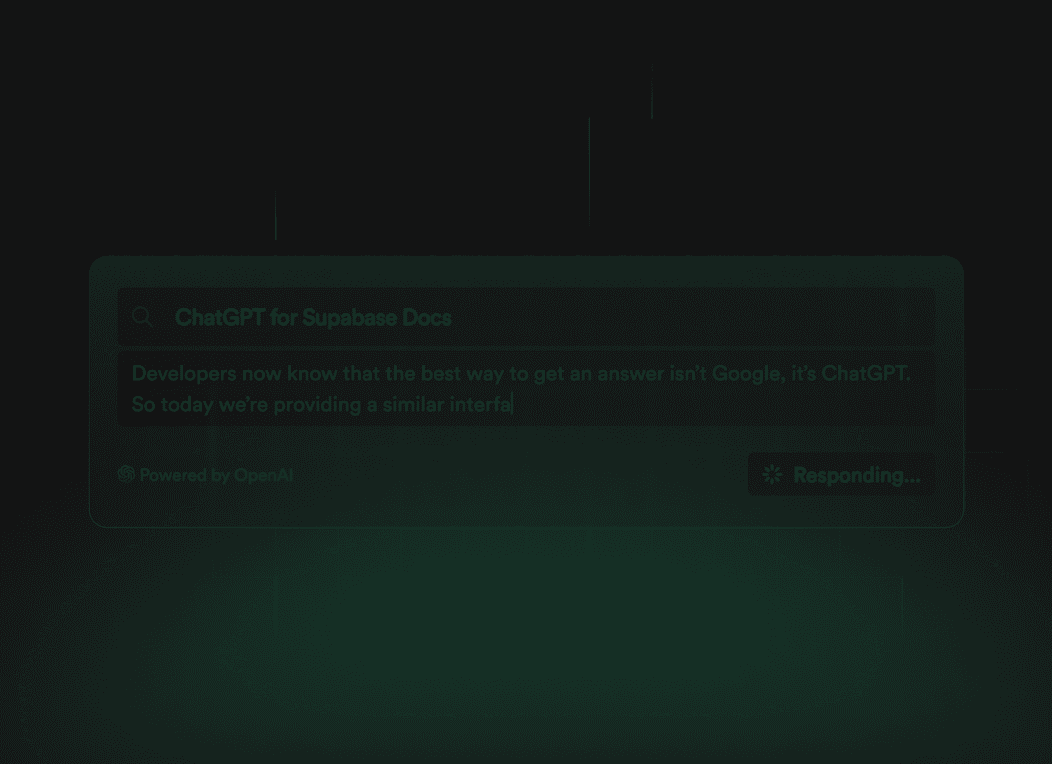 ChatGPT for Supabase Docs
Developers now know that the best way to get an answer isn’t Google, it’s ChatGPT.
So today we’re providing a similar interfa
Powered by OpenAI
Responding...